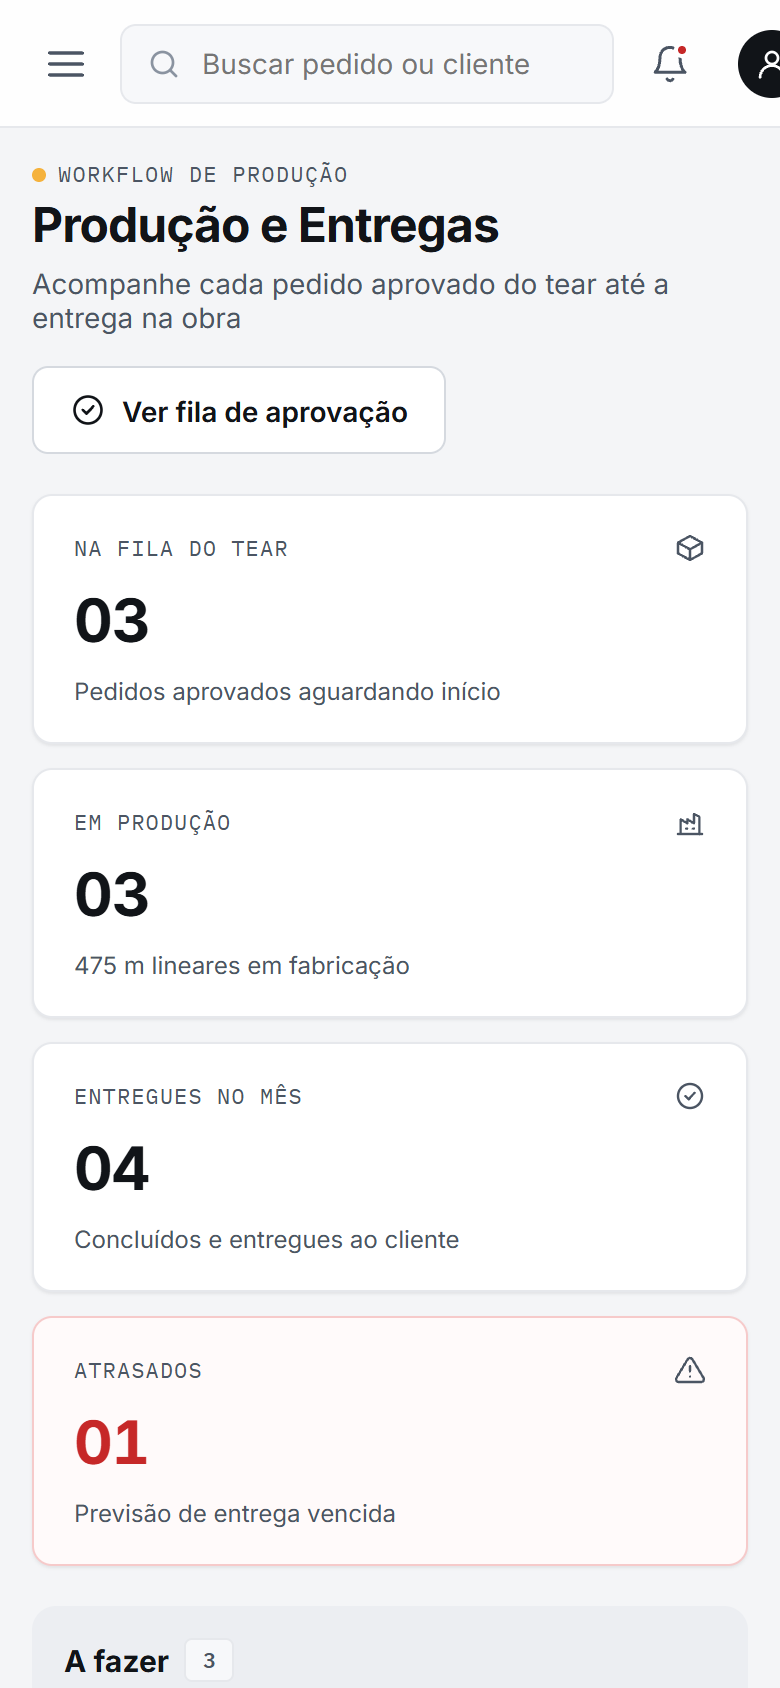 Buscar pedido ou cliente
WORKFLOW DE PRODUÇÃO
Produção e Entregas
Acompanhe cada pedido aprovado do tear até a
entrega na obra
Ver fila de aprovação
NA FILA DO TEAR
03
Pedidos aprovados aguardando início
EM PRODUÇÃO
03
475 m lineares em fabricação
ENTREGUES NO MÊS
04
Concluídos e entregues ao cliente
ATRASADOS
01
Previsão de entrega vencida
A fazer 3